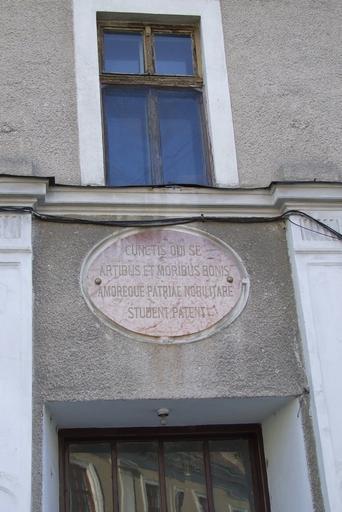 CUNCTIS QUI SE
ARTIBUS ET MORIBUS BONIS
AMOREQUE PATRIAE NOBILITARE
STUDENT, PATENT.